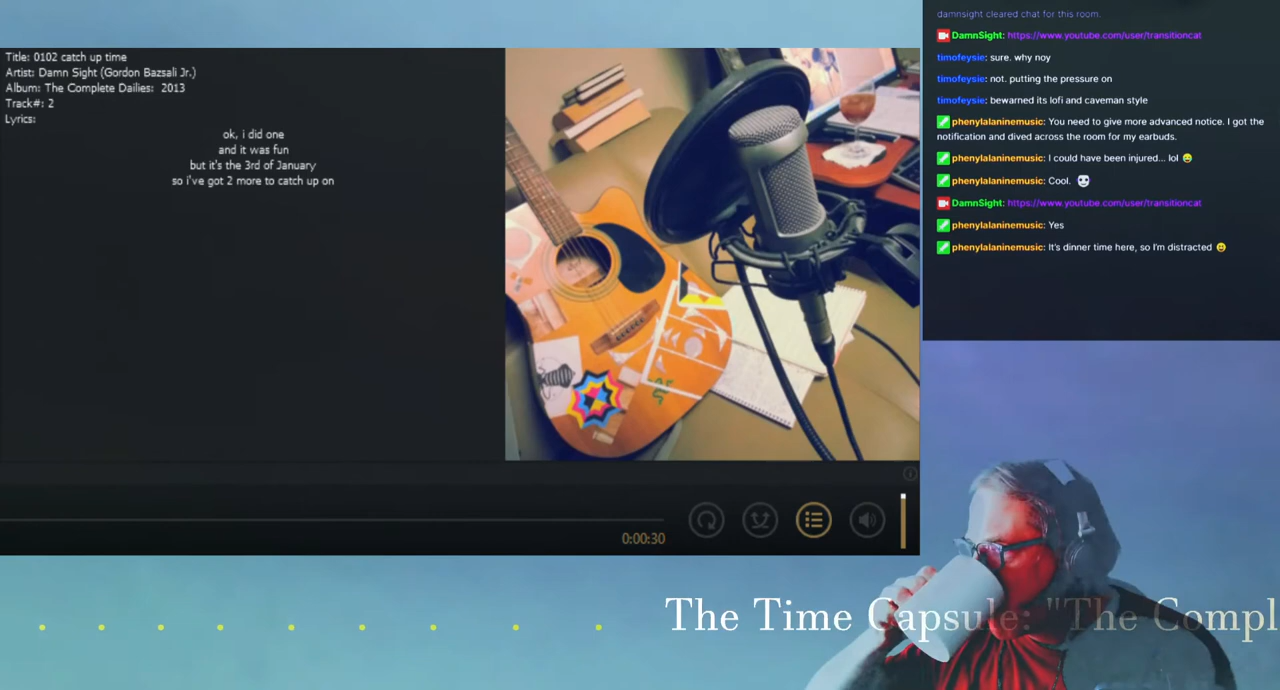 Title: 0102 catch up time
Artist: Damn Sight (Gordon Bazsali Jr.)
Album: The Complete Dailies:  2013
Track#: 2
Lyrics:
ok, i did one
and it was fun
but it's the 3rd of January
so i've got 2 more to catch up on
0:00:30
damnsight cleared chat for this room.
DamnSight: https://www.youtube.com/user/transitioncat
timofeysie: sure. why noy
timofeysie: not. putting the pressure on
timofeysie: bewarned its lofi and caveman style
phenylalaninemusic: You need to give more advanced notice. I got the
notification and dived across the room for my earbuds.
phenylalaninemusic: I could have been injured... lol
phenylalaninemusic: Cool.
DamnSight: https://www.youtube.com/user/transitioncat
phenylalaninemusic: Yes
phenylalaninemusic: It's dinner time here, so I'm distracted
The Time Capsule: "The Compl